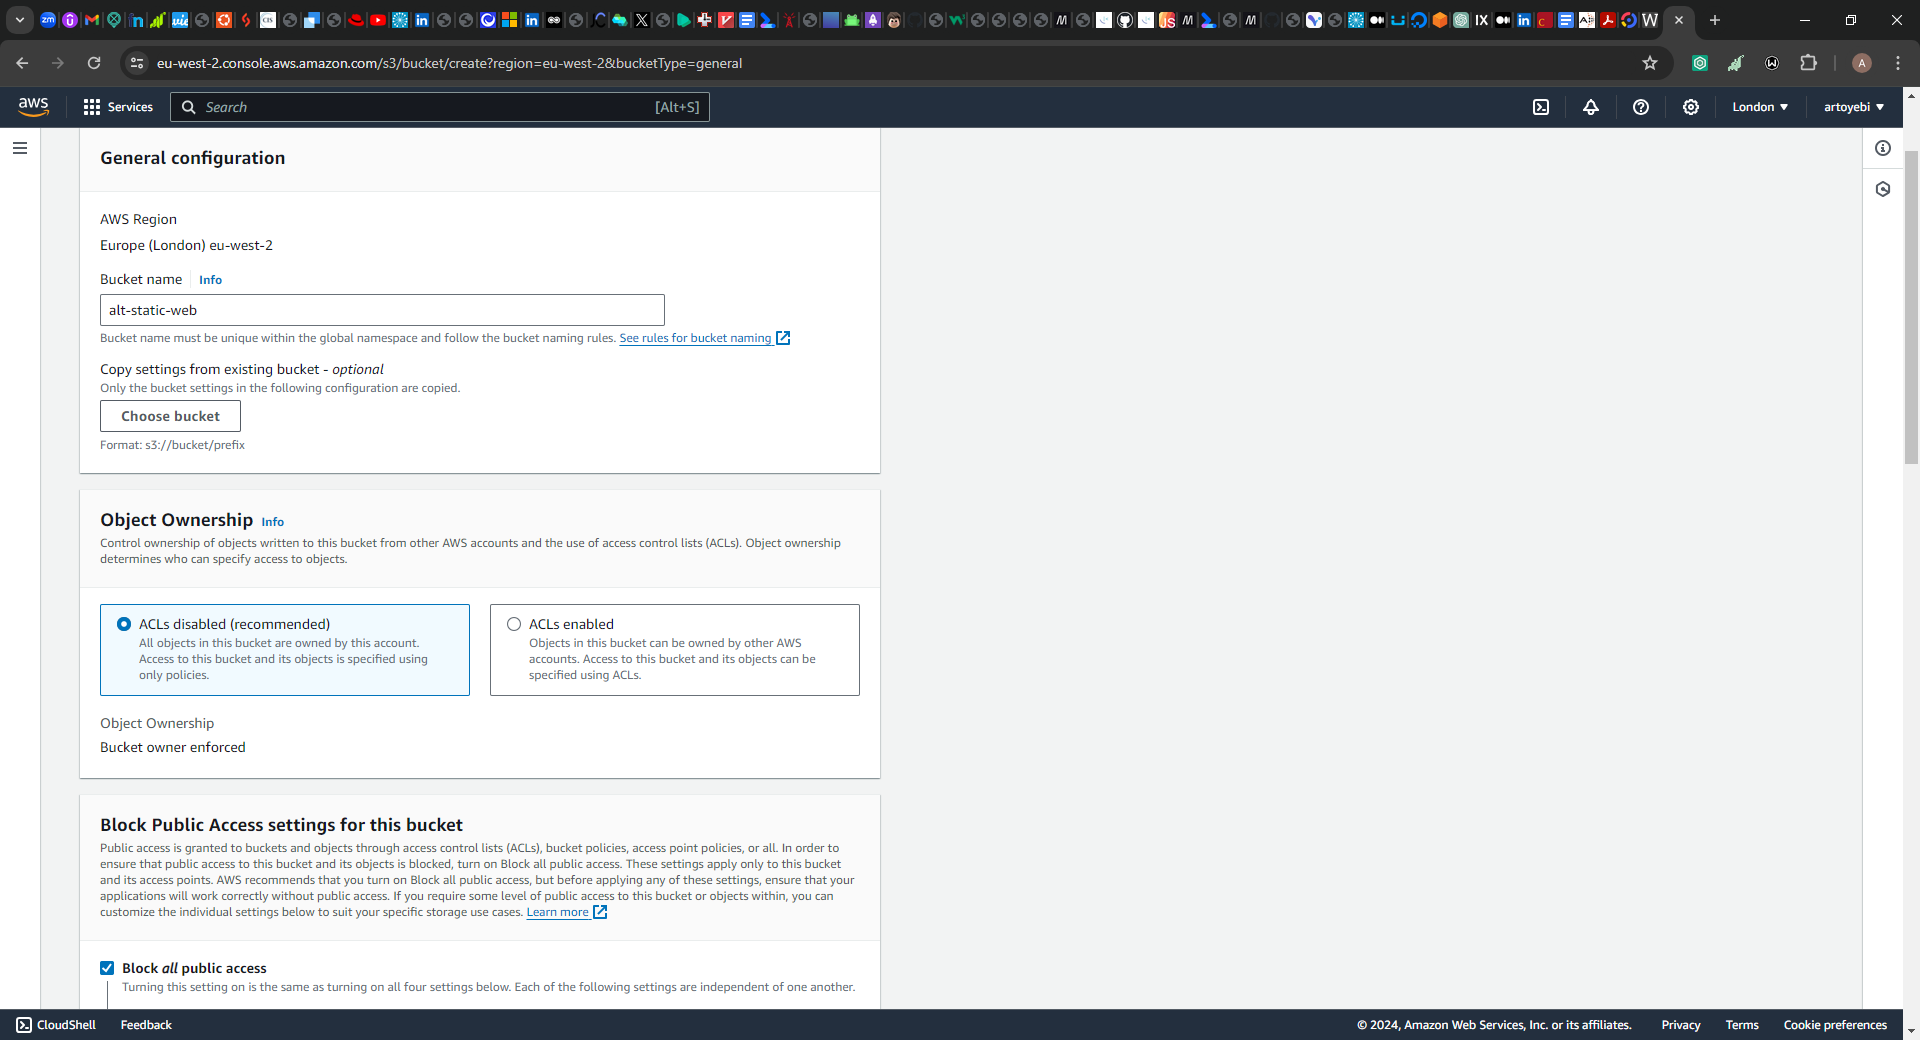 eu-west-2.console.aws.amazon.com/s3/bucket/create?region=eu-west-2&bucketType=general
A
aws
Services
Search
[Alt+S]
London
artoyebi
General configuration
AWS Region
Europe (London) eu-west-2
Bucket name
Info
alt-static-web
Bucket name must be unique within the global namespace and follow the bucket naming rules. See rules for bucket naming
Copy settings from existing bucket - optional
Only the bucket settings in the following configuration are copied.
Choose bucket
Format: s3://bucket/prefix
Object Ownership Info
Control ownership of objects written to this bucket from other AWS accounts and the use of access control lists (ACLs). Object ownership
determines who can specify access to objects.
ACLs disabled (recommended)
All objects in this bucket are owned by this account.
Access to this bucket and its objects is specified using
only policies.
ACLs enabled
Objects in this bucket can be owned by other AWS
accounts. Access to this bucket and its objects can be
specified using ACLs.
Object Ownership
Bucket owner enforced
Block Public Access settings for this bucket
Public access is granted to buckets and objects through access control lists (ACLs), bucket policies, access point policies, or all. In order to
ensure that public access to this bucket and its objects is blocked, turn on Block all public access. These settings apply only to this bucket
and its access points. AWS recommends that you turn on Block all public access, but before applying any of these settings, ensure that your
applications will work correctly without public access. If you require some level of public access to this bucket or objects within, you can
customize the individual settings below to suit your specific storage use cases. Learn more
Block all public access
Turning this setting on is the same as turning on all four settings below. Each of the following settings are independent of one another.
CloudShell
Feedback
© 2024, Amazon Web Services, Inc. or its affiliates.
Privacy
Terms
Cookie preferences